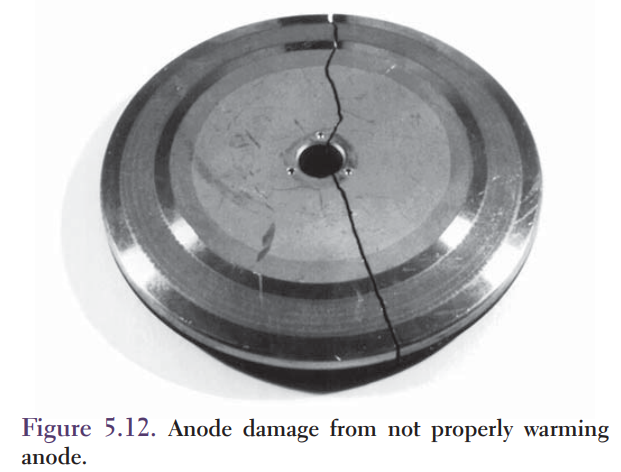 Figure 5.12. Anode damage from not properly warming
anode.